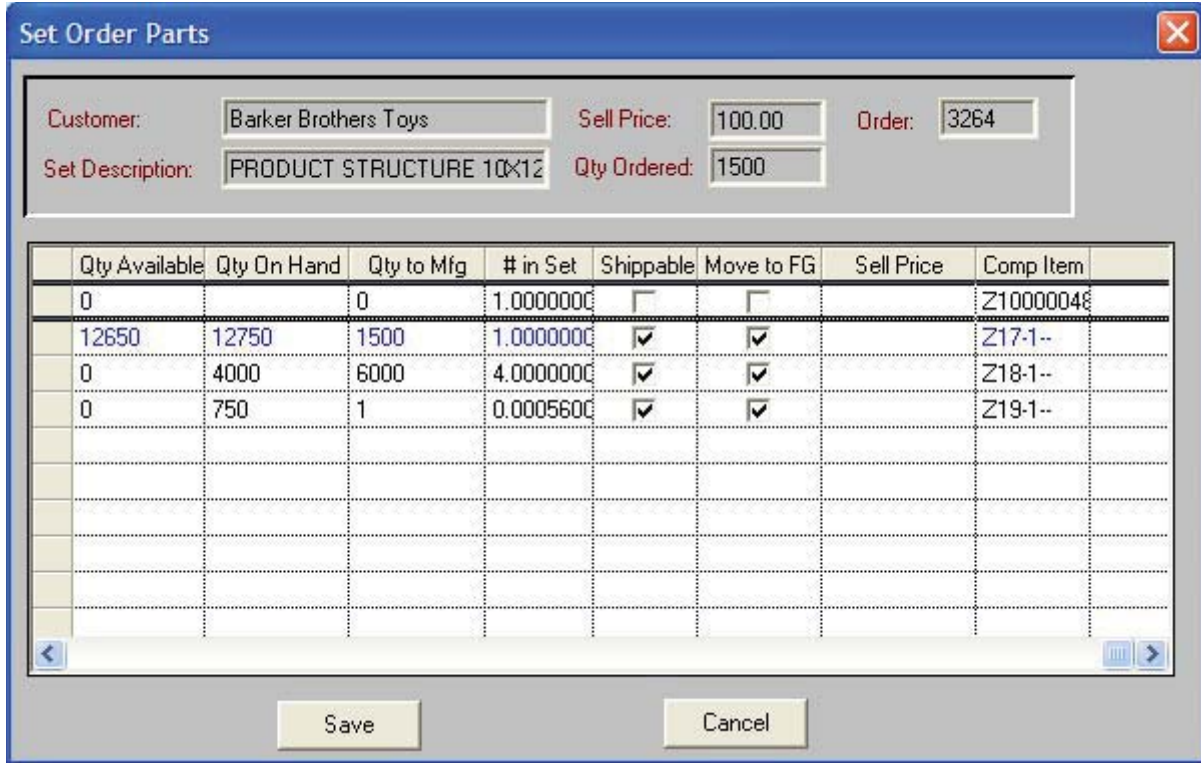 Set Order Parts
Customer: Barker Brothers Toys Sell Price: 100.00 Order: 3264
Set Description: PRODUCT STRUCTURE 10X12 Qty Ordered: 1500
Qty Available Qty On Hand Qty to Mfg # in Set Shippable Move to FG Sell Price Comp Item
0 0 1.0000000 Z10000048
12650 12750 1500 1.0000000 Z17-1--
0 4000 6000 4.0000000 Z18-1--
0 750 1 0.0005600 Z19-1--
Save Cancel